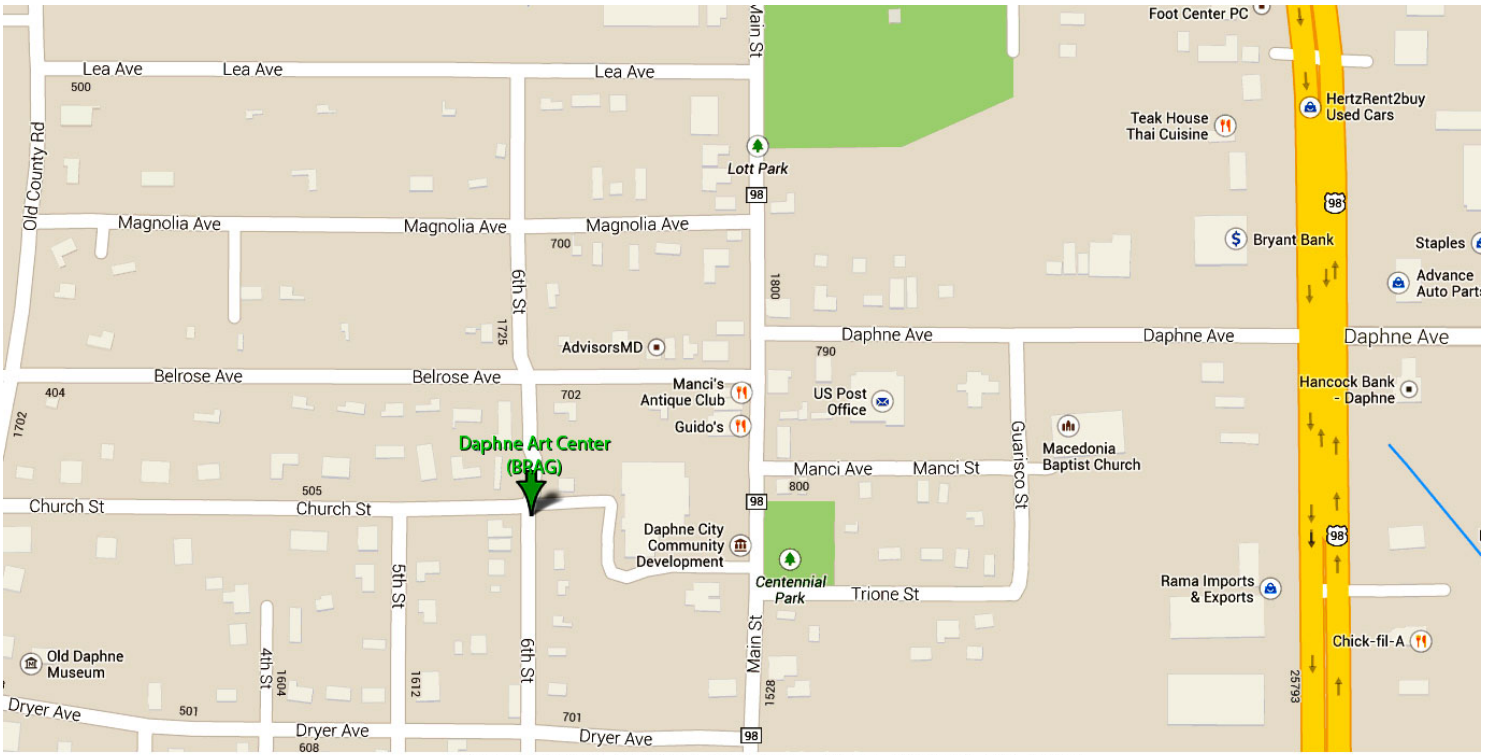 Main St
Foot Center PC
Lea Ave
Lea Ave
Lea Ave
500
HertzRent2buy
Used Cars
Teak House
Thai Cuisine
Old County Rd
Lott Park
98
98
Magnolia Ave
Magnolia Ave
Magnolia Ave
700
$
Bryant Bank
Staples
Advance
Auto Part
6th St
1800
1725
Daphne Ave
Daphne Ave
Daphne Ave
AdvisorsMD
790
Belrose Ave
Belrose Ave
404
702
Manci's
Antique Club
US Post
Office
Hancock Bank
- Daphne
1702
Guido's
Guarisco St
Daphne Art Center
(BRAG)
Macedonia
Baptist Church
Manci Ave
Manci St
505
800
Church St
Church St
98
Daphne City
Community
Development
98
Centennial
Park
Trione St
5th St
Rama Imports
& Exports
Main St
6th St
Chick-fil-A
Old Daphne
Museum
4th St
1604
1612
1528
25793
Dryer Ave
501
701
Dryer Ave
Dryer Ave
98
608